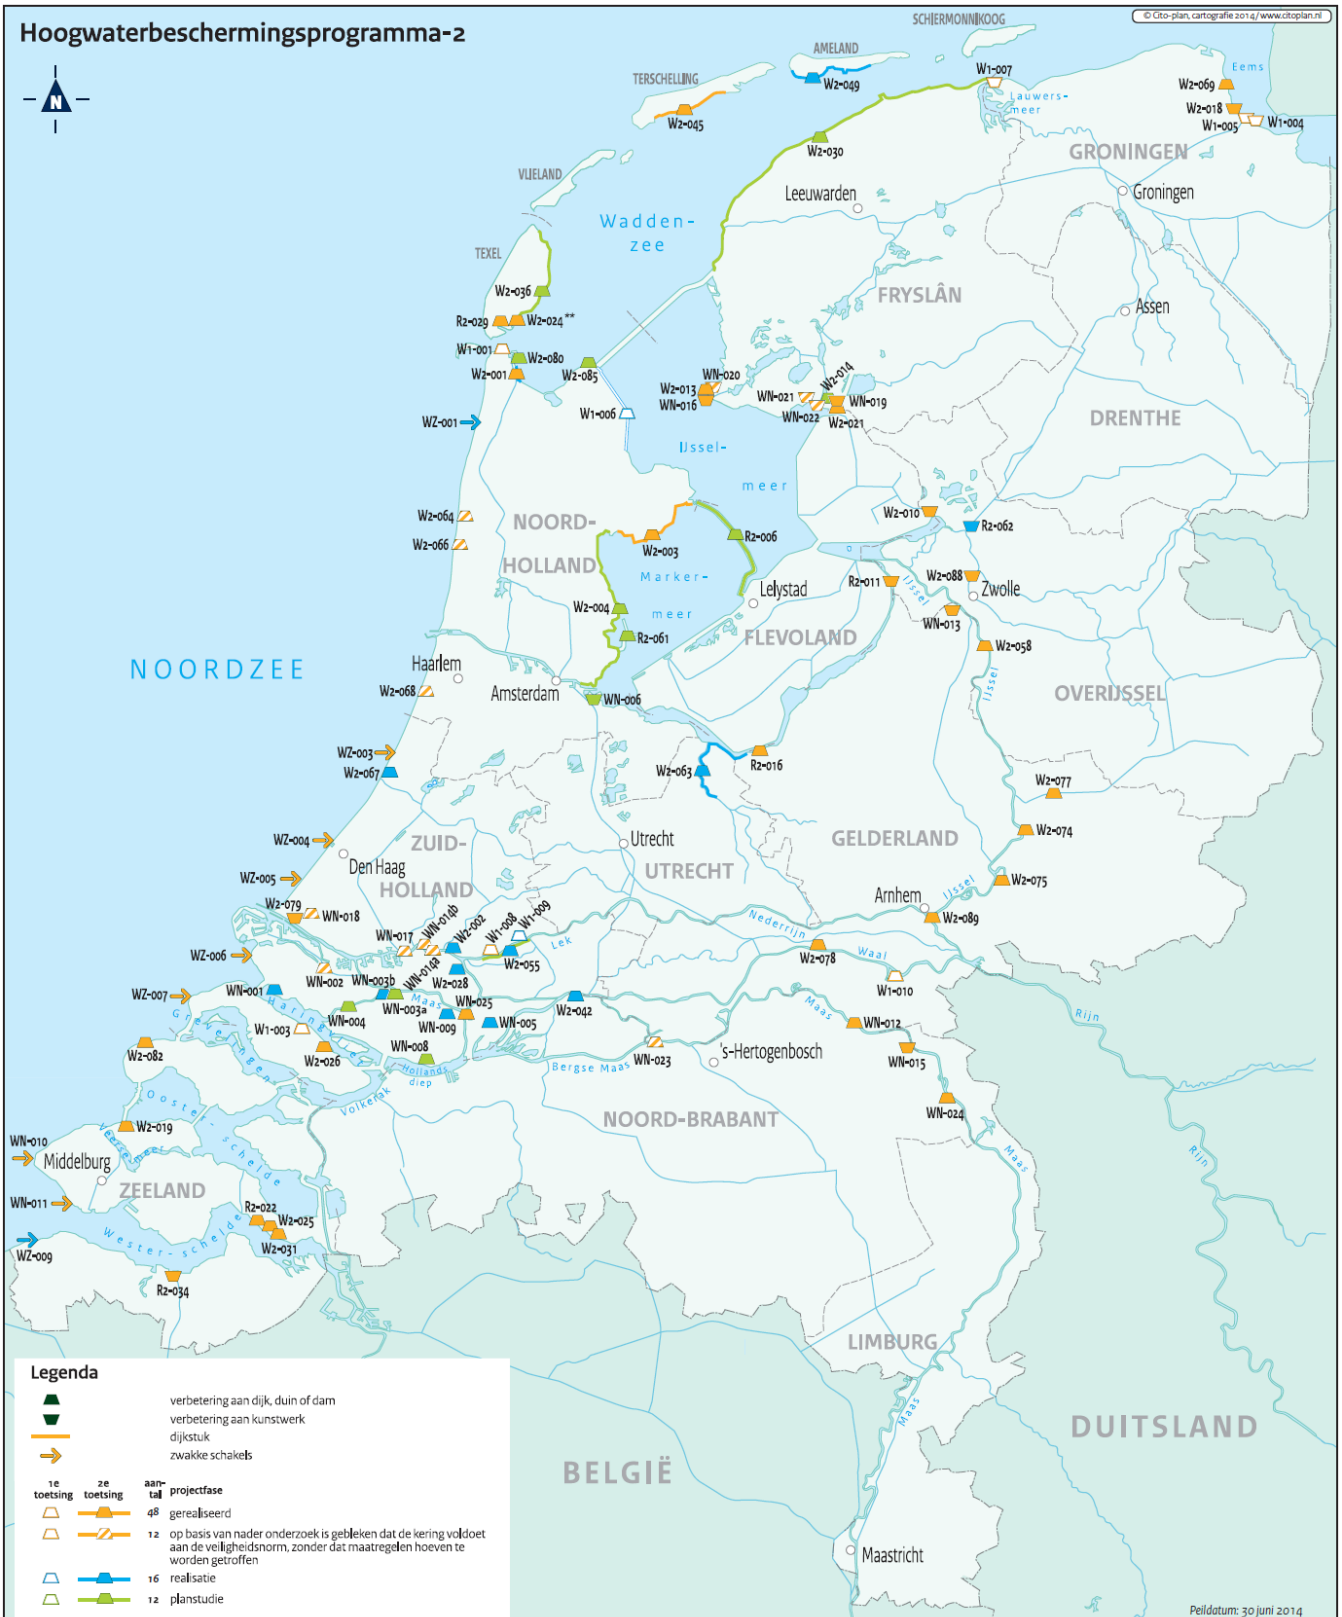 Hoogwaterbeschermingsprogramma-2
© Cito-plan, cartografie 2014/www.citoplan.nl
N
SCHIERMONNIKOOG
AMELAND
W2-049
TERSCHELLING
W2-045
W1-007
Lauwers-
meer
Eems
W2-069
W2-018
W1-005
W1-004
W2-030
GRONINGEN
Groningen
VLIELAND
Leeuwarden
Wadden-
zee
TEXEL
W2-036
FRYSLÂN
Assen
R2-029
W2-024**
W1-001
W2-080
W2-001
W2-085
WN-020
W2-013
WN-016
W2-014
WN-021
WN-019
WN-022
W2-021
WZ-001
W1-006
DRENTHE
IJssel-
meer
W2-064
W2-066
NOORD-
HOLLAND
W2-003
R2-006
W2-010
R2-062
Marker-
meer
Lelystad
R2-011
IJssel
W2-088
Zwolle
WN-013
W2-004
R2-061
FLEVOLAND
W2-058
NOORDZEE
Haarlem
W2-068
Amsterdam
WN-006
IJssel
OVERIJSSEL
WZ-003
W2-067
W2-063
R2-016
W2-077
W2-074
WZ-004
Den Haag
ZUID-
HOLLAND
Utrecht
UTRECHT
GELDERLAND
WZ-005
W2-075
Arnhem
IJssel
W2-079
WN-018
W2-089
WN-017
WN-014b
W2-002
W1-008
W1-009
Lek
Nederrijn
W2-078
Waal
WZ-006
WN-002
WN-003b
WN-014a
W2-055
W2-028
W1-010
WZ-007
WN-001
WN-003a
Maas
WN-025
W2-042
Maas
Rijn
Haringvliet
WN-004
WN-009
WN-005
WN-012
Grevelingen
W1-003
W2-026
WN-008
WN-023
's-Hertogenbosch
WN-015
W2-082
Hollands
diep
Bergse Maas
Volkerak
WN-024
Ooster-schelde
NOORD-BRABANT
W2-019
WN-010
Veerse
meer
Middelburg
Maas
Rijn
ZEELAND
WN-011
R2-022
W2-025
W2-031
Wester-schelde
WZ-009
R2-034
LIMBURG
Maas
DUITSLAND
BELGIË
Maastricht
Legenda
verbetering aan dijk, duin of dam
verbetering aan kunstwerk
dijkstuk
zwakke schakels
1e
toetsing
2e
toetsing
aan-
tal
projectfase
48 gerealiseerd
12 op basis van nader onderzoek is gebleken dat de kering voldoet
aan de veiligheidsnorm, zonder dat maatregelen hoeven te
worden getroffen
16 realisatie
12 planstudie
Peildatum: 30 juni 2014